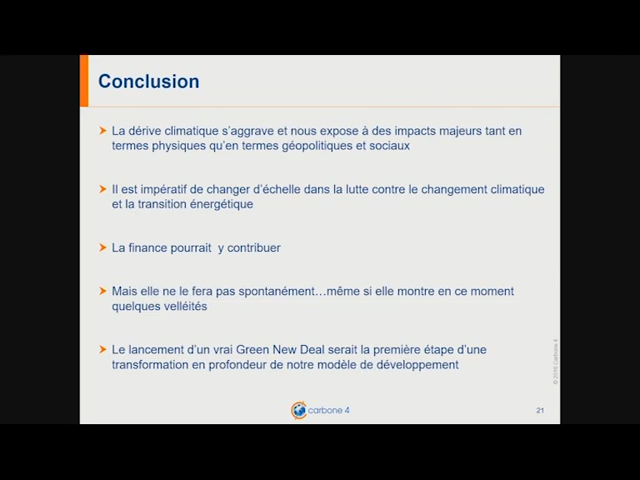 Conclusion
La dérive climatique s'aggrave et nous expose à des impacts majeurs tant en
termes physiques qu'en termes géopolitiques et sociaux
Il est impératif de changer d'échelle dans la lutte contre le changement climatique
et la transition énergétique
La finance pourrait y contribuer
Mais elle ne le fera pas spontanément…même si elle montre en ce moment
quelques velléités
Le lancement d'un vrai Green New Deal serait la première étape d'une
transformation en profondeur de notre modèle de développement
carbone 4
21
Carbone 4